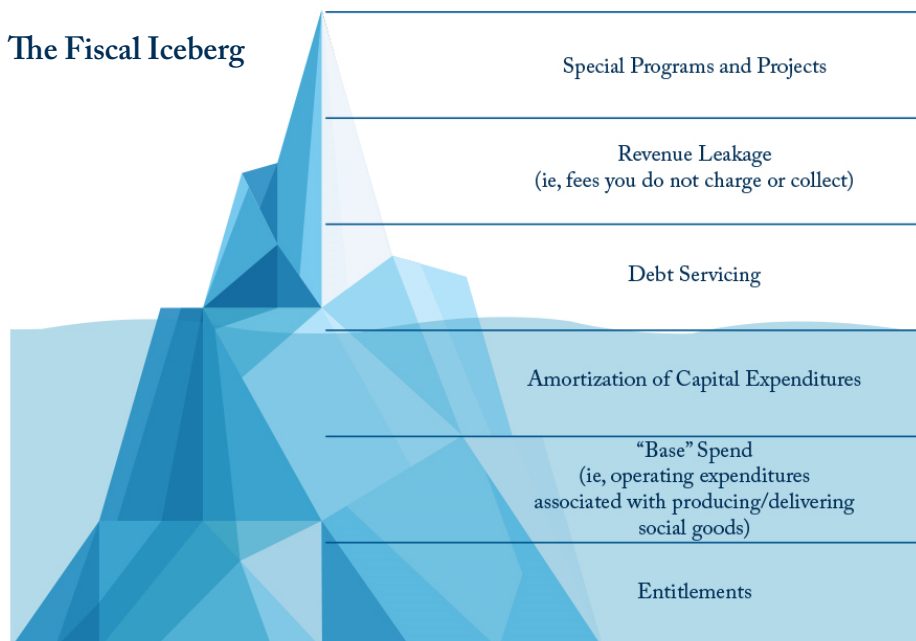 The Fiscal Iceberg
Special Programs and Projects
Revenue Leakage
(ie, fees you do not charge or collect)
Debt Servicing
Amortization of Capital Expenditures
“Base” Spend
(ie, operating expenditures
associated with producing/delivering
social goods)
Entitlements